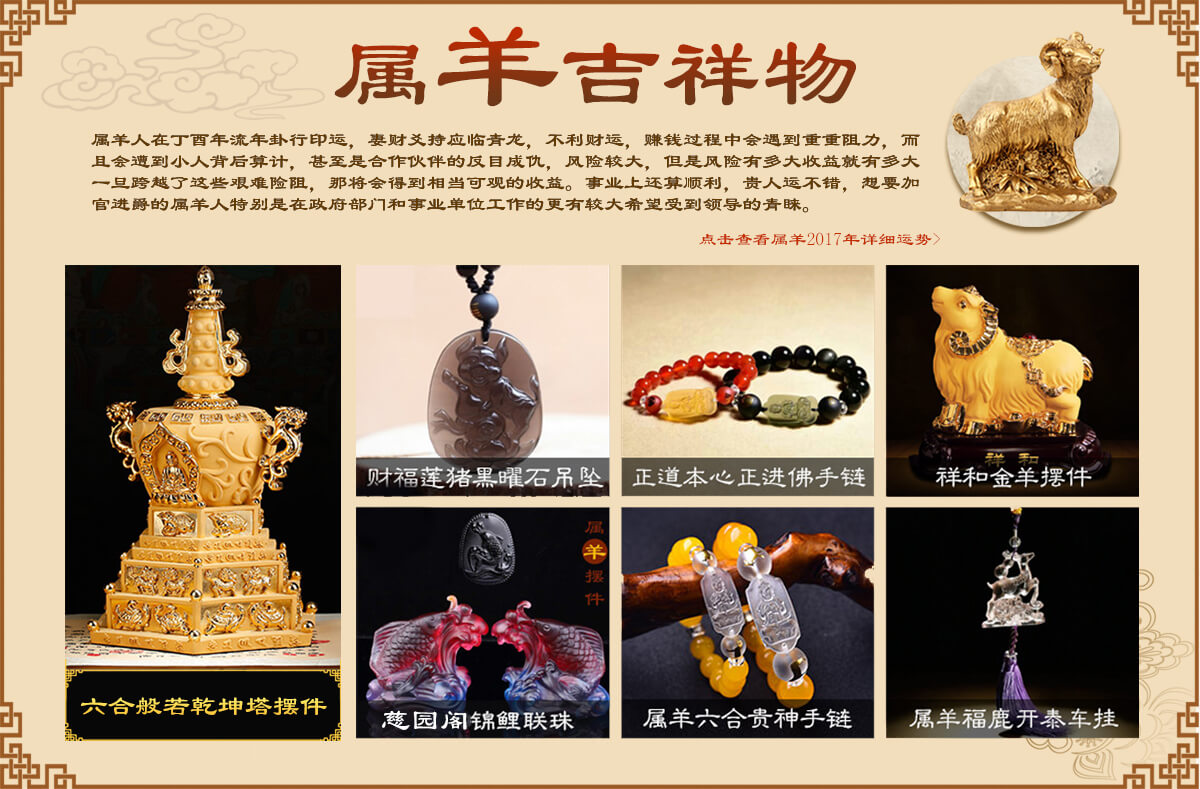 属羊吉祥物
属羊人在丁酉年流年卦行印运，妻财爻持应临青龙，不利财运，赚钱过程中会遇到重重阻力，而
且会遭到小人背后算计，甚至是合作伙伴的反目成仇，风险较大，但是风险有多大收益就有多大
一旦跨越了这些艰难险阻，那将会得到相当可观的收益。事业上还算顺利，贵人运不错，想要加
官进爵的属羊人特别是在政府部门和事业单位工作的更有较大希望受到领导的青睐。
点击查看属羊2017年详细运势>
六合般若乾坤塔摆件
财福莲猪黑曜石吊坠
正道本心正进佛手链
祥和
祥和金羊摆件
属
羊
摆
件
慈园阁锦鲤联珠
属羊六合贵神手链
属羊福鹿开泰车挂